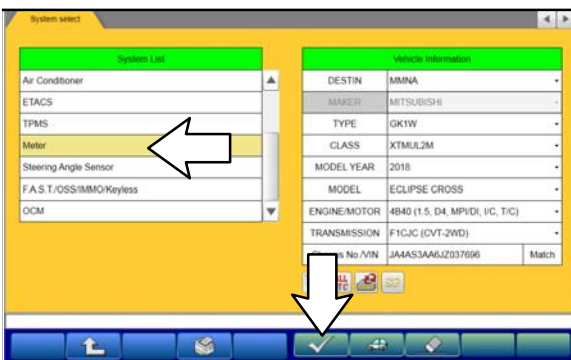 System select
System List
Air Conditioner
ETACS
TPMS
Meter
Steering Angle Sensor
F.A.S.T./OSS/IMMO/Keyless
OCM
Vehicle Information
DESTIN MMNA
MAKER MITSUBISHI
TYPE GK1W
CLASS XTMUL2M
MODEL YEAR 2018
MODEL ECLIPSE CROSS
ENGINE/MOTOR 4B40 (1.5, D4, MPI/DI, I/C, T/C)
TRANSMISSION F1CJC (CVT-2WD)
No./VIN JA4AS3AA6JZ037696 Match